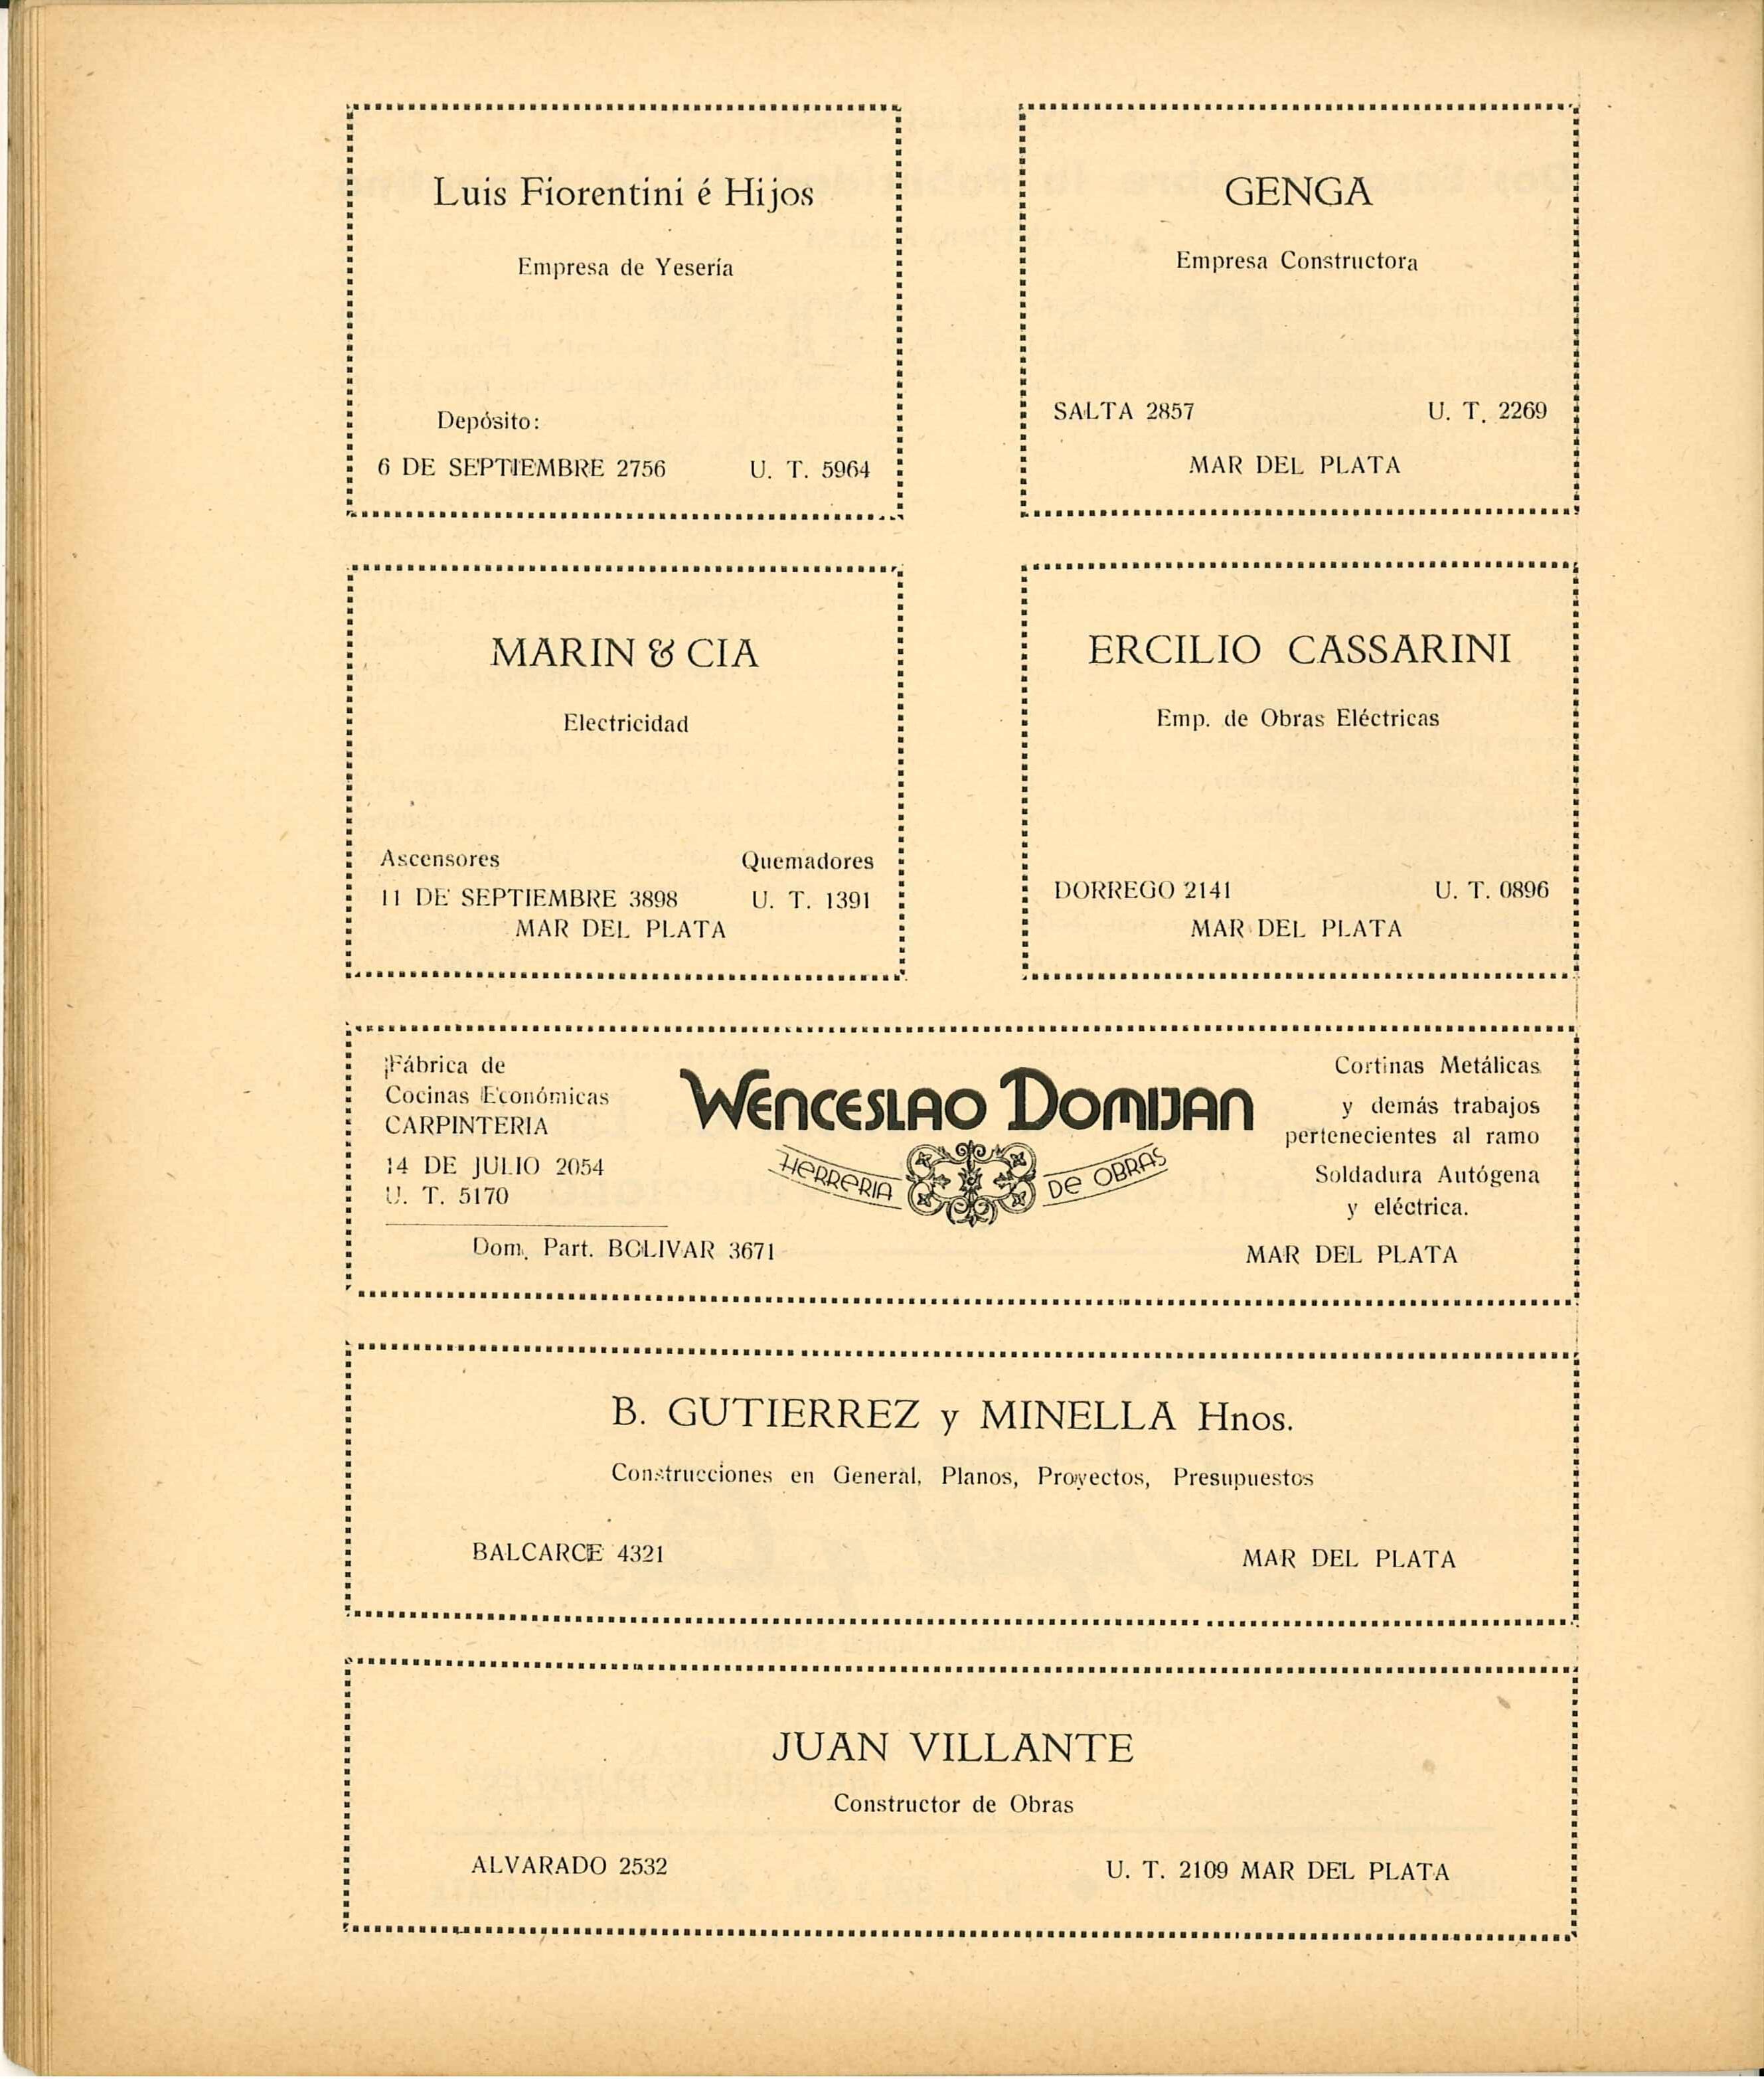 Luis Fiorentini é Hijos
Empresa de Yesería
Depósito:
6 DE SEPTIEMBRE 2756 U. T. 5964
GENGA
Empresa Constructora
SALTA 2857 U. T. 2269
MAR DEL PLATA
MARIN & CIA
Electricidad
Ascensores Quemadores
11 DE SEPTIEMBRE 3898 U. T. 1391
MAR DEL PLATA
ERCILIO CASSARINI
Emp. de Obras Eléctricas
DORREGO 2141 U. T. 0896
MAR DEL PLATA
Fábrica de
Cocinas Económicas
CARPINTERIA
14 DE JULIO 2054
U. T. 5170
Dom. Part. BOLIVAR 3671
WENCESLAO DOMIJAN
HERRERIA DE OBRAS
Cortinas Metálicas
y demás trabajos
pertenecientes al ramo
Soldadura Autógena
y eléctrica.
MAR DEL PLATA
B. GUTIERREZ y MINELLA Hnos.
Construcciones en General, Planos, Proyectos, Presupuestos
BALCARCE 4321 MAR DEL PLATA
JUAN VILLANTE
Constructor de Obras
ALVARADO 2532 U. T. 2109 MAR DEL PLATA